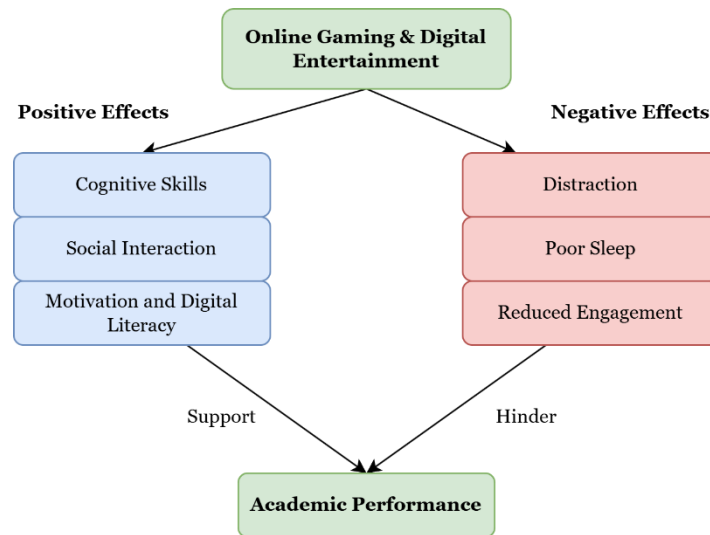 Online Gaming & Digital
Entertainment
Positive Effects
Negative Effects
Cognitive Skills
Social Interaction
Motivation and Digital
Literacy
Distraction
Poor Sleep
Reduced Engagement
Support
Hinder
Academic Performance